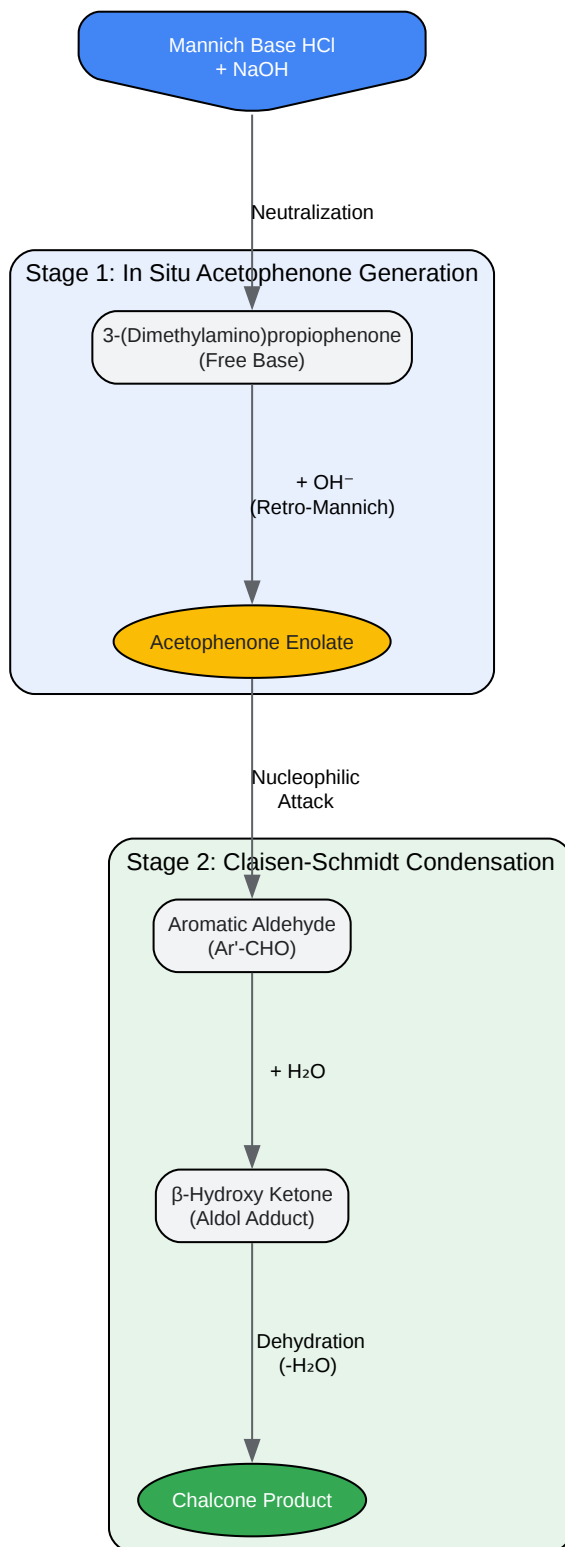 Mannich Base HCl
+ NaOH
Neutralization
Stage 1: In Situ Acetophenone Generation
3-(Dimethylamino)propiophenone
(Free Base)
+ OH⁻
(Retro-Mannich)
Acetophenone Enolate
Nucleophilic
Attack
Stage 2: Claisen-Schmidt Condensation
Aromatic Aldehyde
(Ar'-CHO)
+ H₂O
β-Hydroxy Ketone
(Aldol Adduct)
Dehydration
(-H₂O)
Chalcone Product